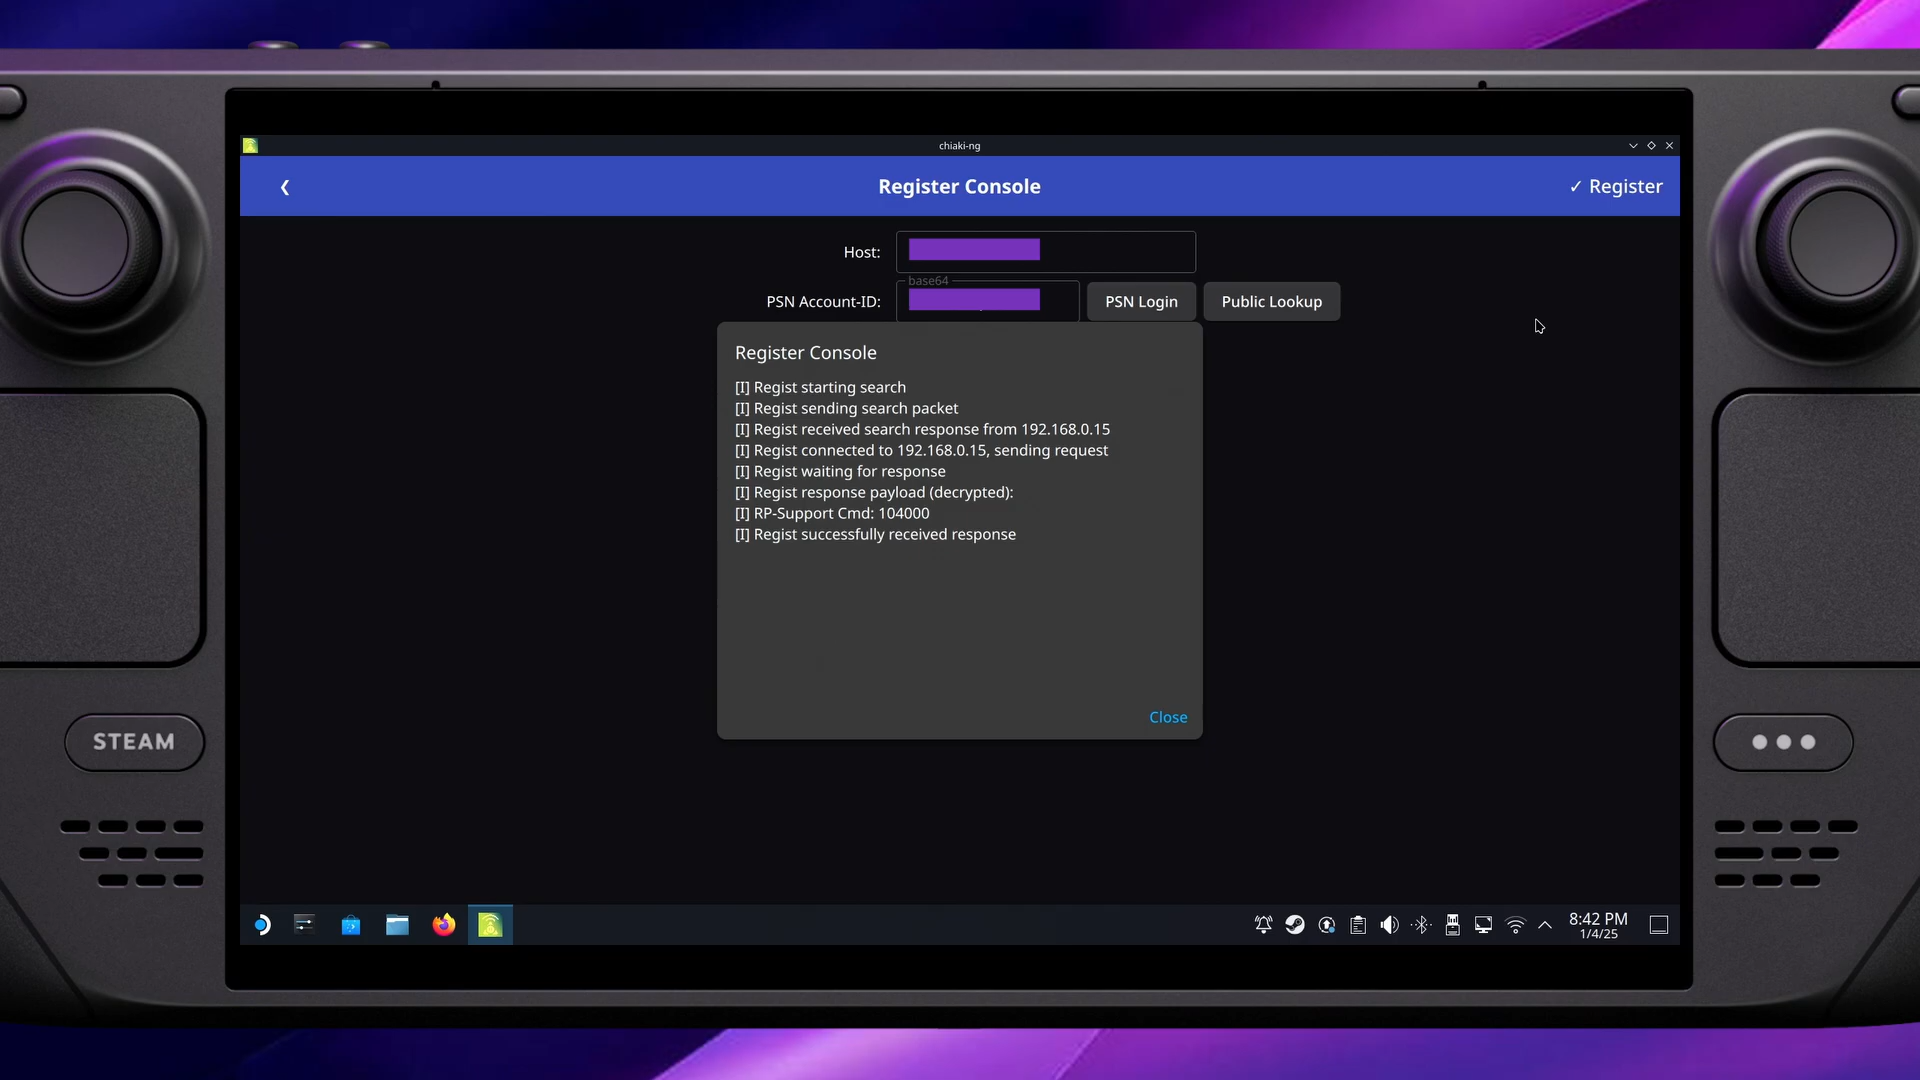 chiaki-ng
❮
Register Console
✓ Register
Host:
base64
PSN Account-ID:
PSN Login
Public Lookup
Register Console
[I] Regist starting search
[I] Regist sending search packet
[I] Regist received search response from 192.168.0.15
[I] Regist connected to 192.168.0.15, sending request
[I] Regist waiting for response
[I] Regist response payload (decrypted):
[I] RP-Support Cmd: 104000
[I] Regist successfully received response
Close
STEAM
8:42 PM
1/4/25